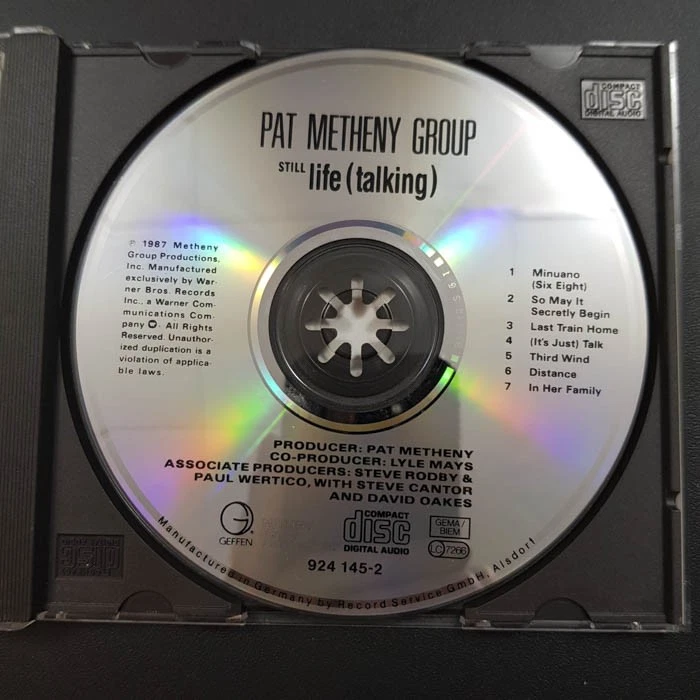 COMPACT
disc
DIGITAL AUDIO
PAT METHENY GROUP
STILL life (talking)
℗ 1987 Metheny
Group Productions,
Inc. Manufactured
exclusively by War-
ner Bros. Records
Inc., a Warner Com-
munications Com-
pany. All Rights
Reserved. Unauthor-
ized duplication is a
violation of applica-
ble laws.
1 Minuano
(Six Eight)
2 So May It
Secretly Begin
3 Last Train Home
4 (It's Just) Talk
5 Third Wind
6 Distance
7 In Her Family
PRODUCER: PAT METHENY
CO-PRODUCER: LYLE MAYS
ASSOCIATE PRODUCERS: STEVE RODBY &
PAUL WERTICO, WITH STEVE CANTOR
AND DAVID OAKES
G
GEFFEN
COMPACT
disc
DIGITAL AUDIO
GEMA/
BIEM
LC 7266
924 145-2
Manufactured in Germany by Record Service GmbH, Alsdorf